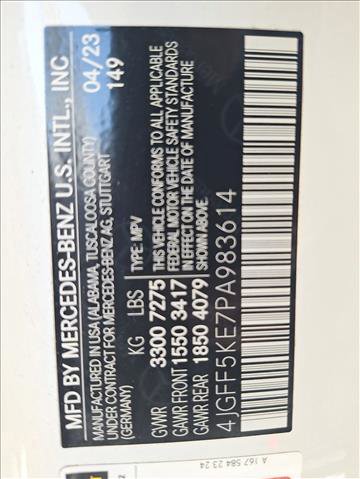 MFD BY MERCEDES-BENZ U.S. INTL., INC
MANUFACTURED IN USA (ALABAMA, TUSCALOOSA COUNTY) 04/23
UNDER CONTRACT FOR MERCEDES-BENZ AG, STUTTGART 149
(GERMANY)
KG LBS TYPE: MPV
GVWR 3300 7275 THIS VEHICLE CONFORMS TO ALL APPLICABLE
GAWR FRONT 1550 3417 FEDERAL MOTOR VEHICLE SAFETY STANDARDS
IN EFFECT ON THE DATE OF MANUFACTURE
GAWR REAR 1850 4079 SHOWN ABOVE.
4JGFF5KE7PA983614
A 167 584 23 24